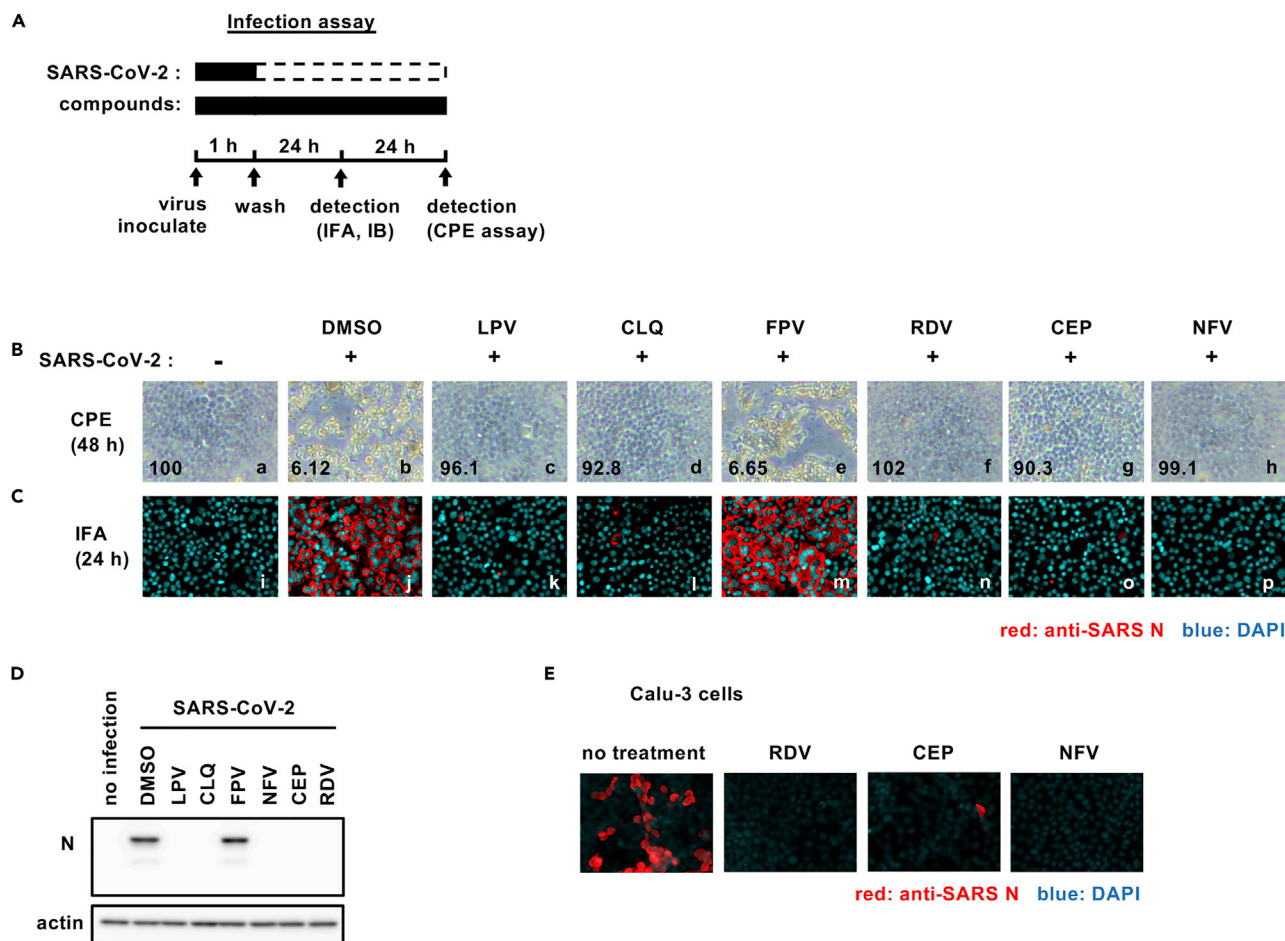 A
Infection assay
SARS-CoV-2 :
compounds:
1 h 24 h 24 h
virus inoculate
wash
detection (IFA, IB)
detection (CPE assay)
DMSO LPV CLQ FPV RDV CEP NFV
B
SARS-CoV-2 : - + + + + + + +
CPE (48 h)
100 a 6.12 b 96.1 c 92.8 d 6.65 e 102 f 90.3 g 99.1 h
C
IFA (24 h)
i j k l m n o p
red: anti-SARS N blue: DAPI
D
SARS-CoV-2
no infection DMSO LPV CLQ FPV NFV CEP RDV
N
actin
E
Calu-3 cells
no treatment RDV CEP NFV
red: anti-SARS N blue: DAPI